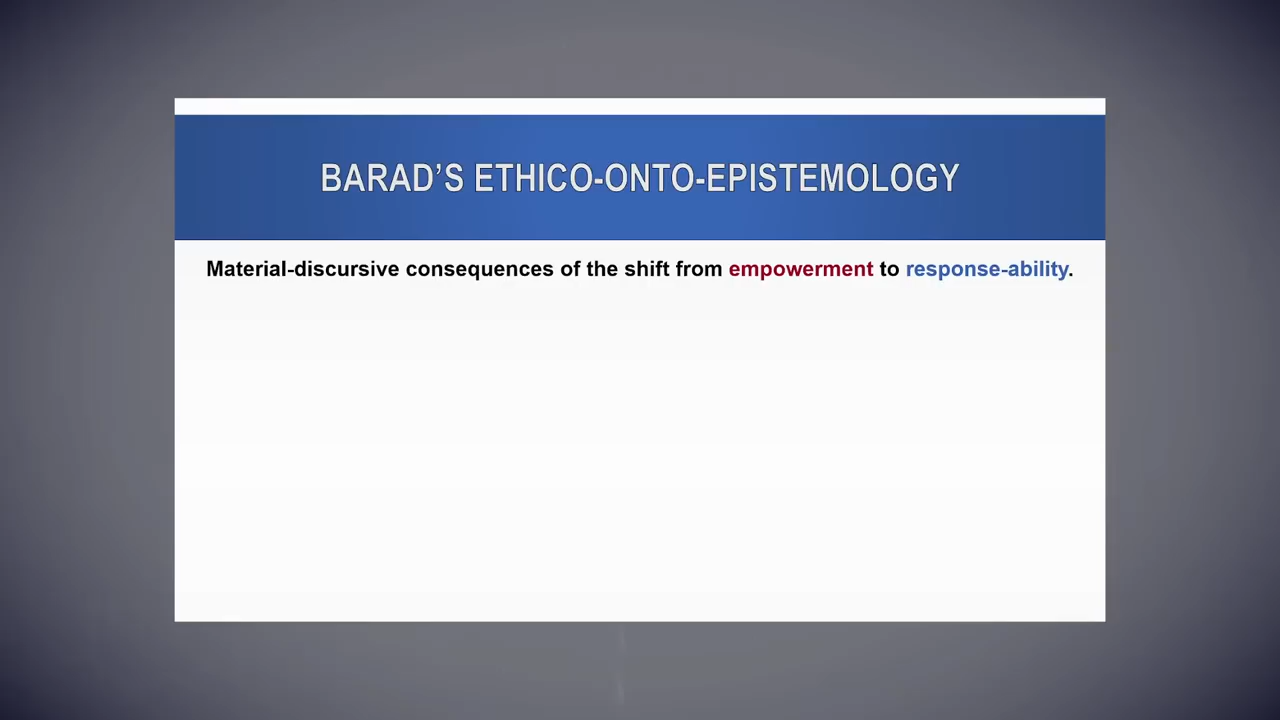 BARAD’S ETHICO-ONTO-EPISTEMOLOGY
Material-discursive consequences of the shift from empowerment to response-ability.